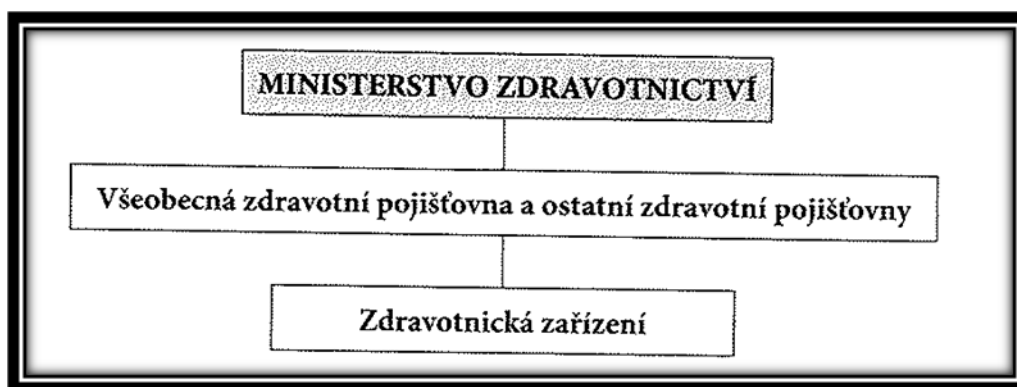 MINISTERSTVO ZDRAVOTNICTVÍ
Všeobecná zdravotní pojišťovna a ostatní zdravotní pojišťovny
Zdravotnická zařízení